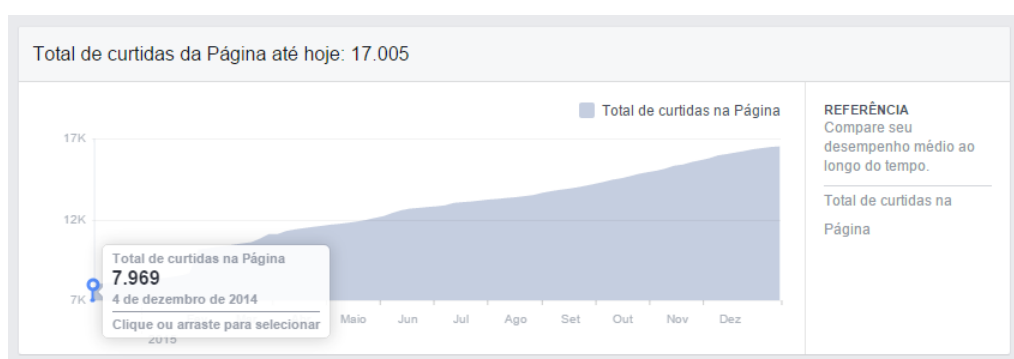 Total de curtidas da Página até hoje: 17.005
Total de curtidas na Página
REFERÊNCIA
Compare seu
desempenho médio ao
longo do tempo.
Total de curtidas na
Página
17K
12K
7K
Total de curtidas na Página
7.969
4 de dezembro de 2014
Clique ou arraste para selecionar
2015
Maio Jun Jul Ago Set Out Nov Dez